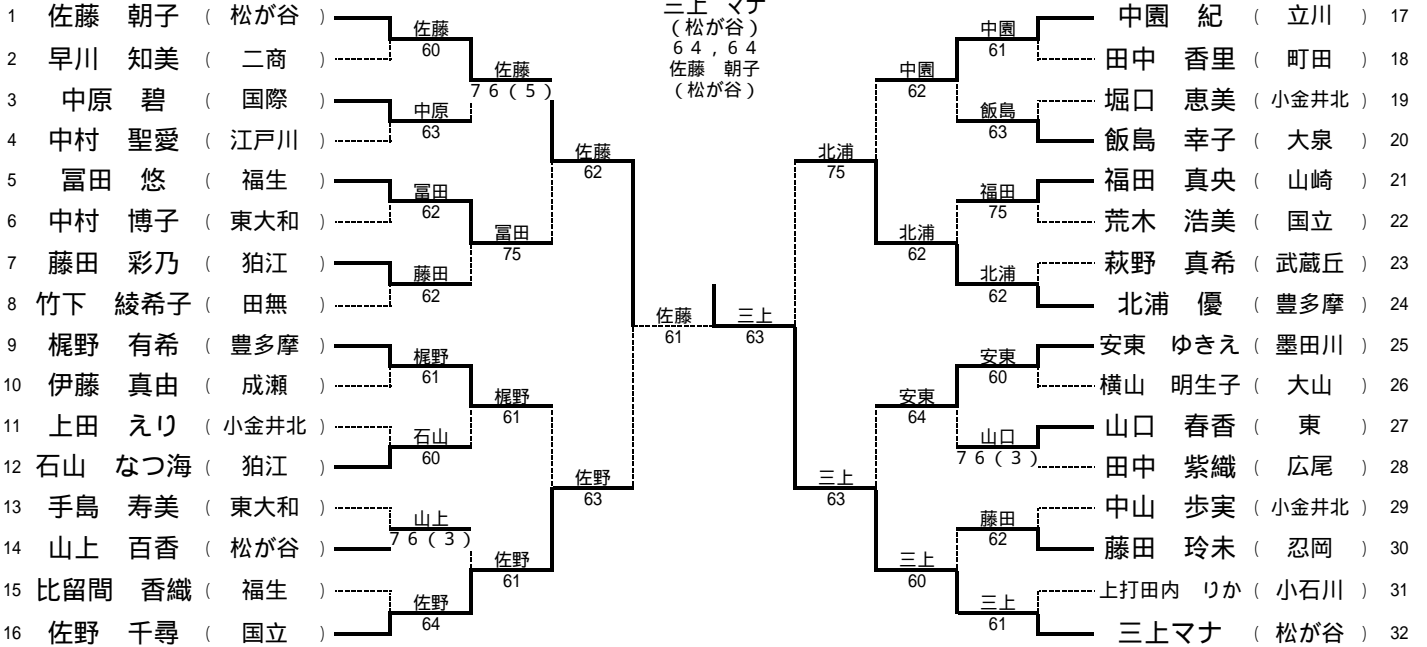 三上 マナ
(松が谷)
64,64
佐藤 朝子
(松が谷)
1 佐藤 朝子 ( 松が谷 )
2 早川 知美 ( 二商 )
3 中原 碧 ( 国際 )
4 中村 聖愛 ( 江戸川 )
5 冨田 悠 ( 福生 )
6 中村 博子 ( 東大和 )
7 藤田 彩乃 ( 狛江 )
8 竹下 綾希子 ( 田無 )
9 梶野 有希 ( 豊多摩 )
10 伊藤 真由 ( 成瀬 )
11 上田 えり ( 小金井北 )
12 石山 なつ海 ( 狛江 )
13 手島 寿美 ( 東大和 )
14 山上 百香 ( 松が谷 )
15 比留間 香織 ( 福生 )
16 佐野 千尋 ( 国立 )
佐藤
60
中原
63
冨田
62
藤田
62
梶野
61
石山
60
山上
76(3)
佐野
64
佐藤
76(5)
冨田
75
梶野
61
佐野
61
佐藤
62
佐野
63
佐藤
61
三上
63
北浦
75
三上
63
中園
62
北浦
62
安東
64
三上
60
中園
61
飯島
63
福田
75
北浦
62
安東
60
山口
76(3)
藤田
62
三上
61
中園 紀 ( 立川 ) 17
田中 香里 ( 町田 ) 18
堀口 恵美 ( 小金井北 ) 19
飯島 幸子 ( 大泉 ) 20
福田 真央 ( 山崎 ) 21
荒木 浩美 ( 国立 ) 22
萩野 真希 ( 武蔵丘 ) 23
北浦 優 ( 豊多摩 ) 24
安東 ゆきえ ( 墨田川 ) 25
横山 明生子 ( 大山 ) 26
山口 春香 ( 東 ) 27
田中 紫織 ( 広尾 ) 28
中山 歩実 ( 小金井北 ) 29
藤田 玲未 ( 忍岡 ) 30
上打田内 りか ( 小石川 ) 31
三上マナ ( 松が谷 ) 32